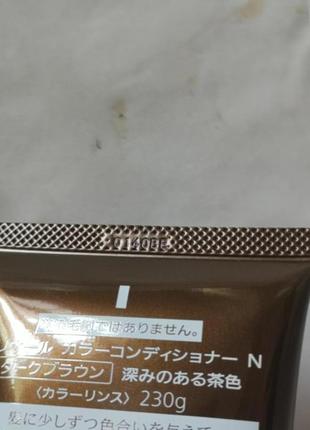 染毛剤ではありません。
カラーコンディショナー N
ダークブラウン 深みのある茶色
〈カラーリンス〉 230g
髪に少しずつ色合いを与えて